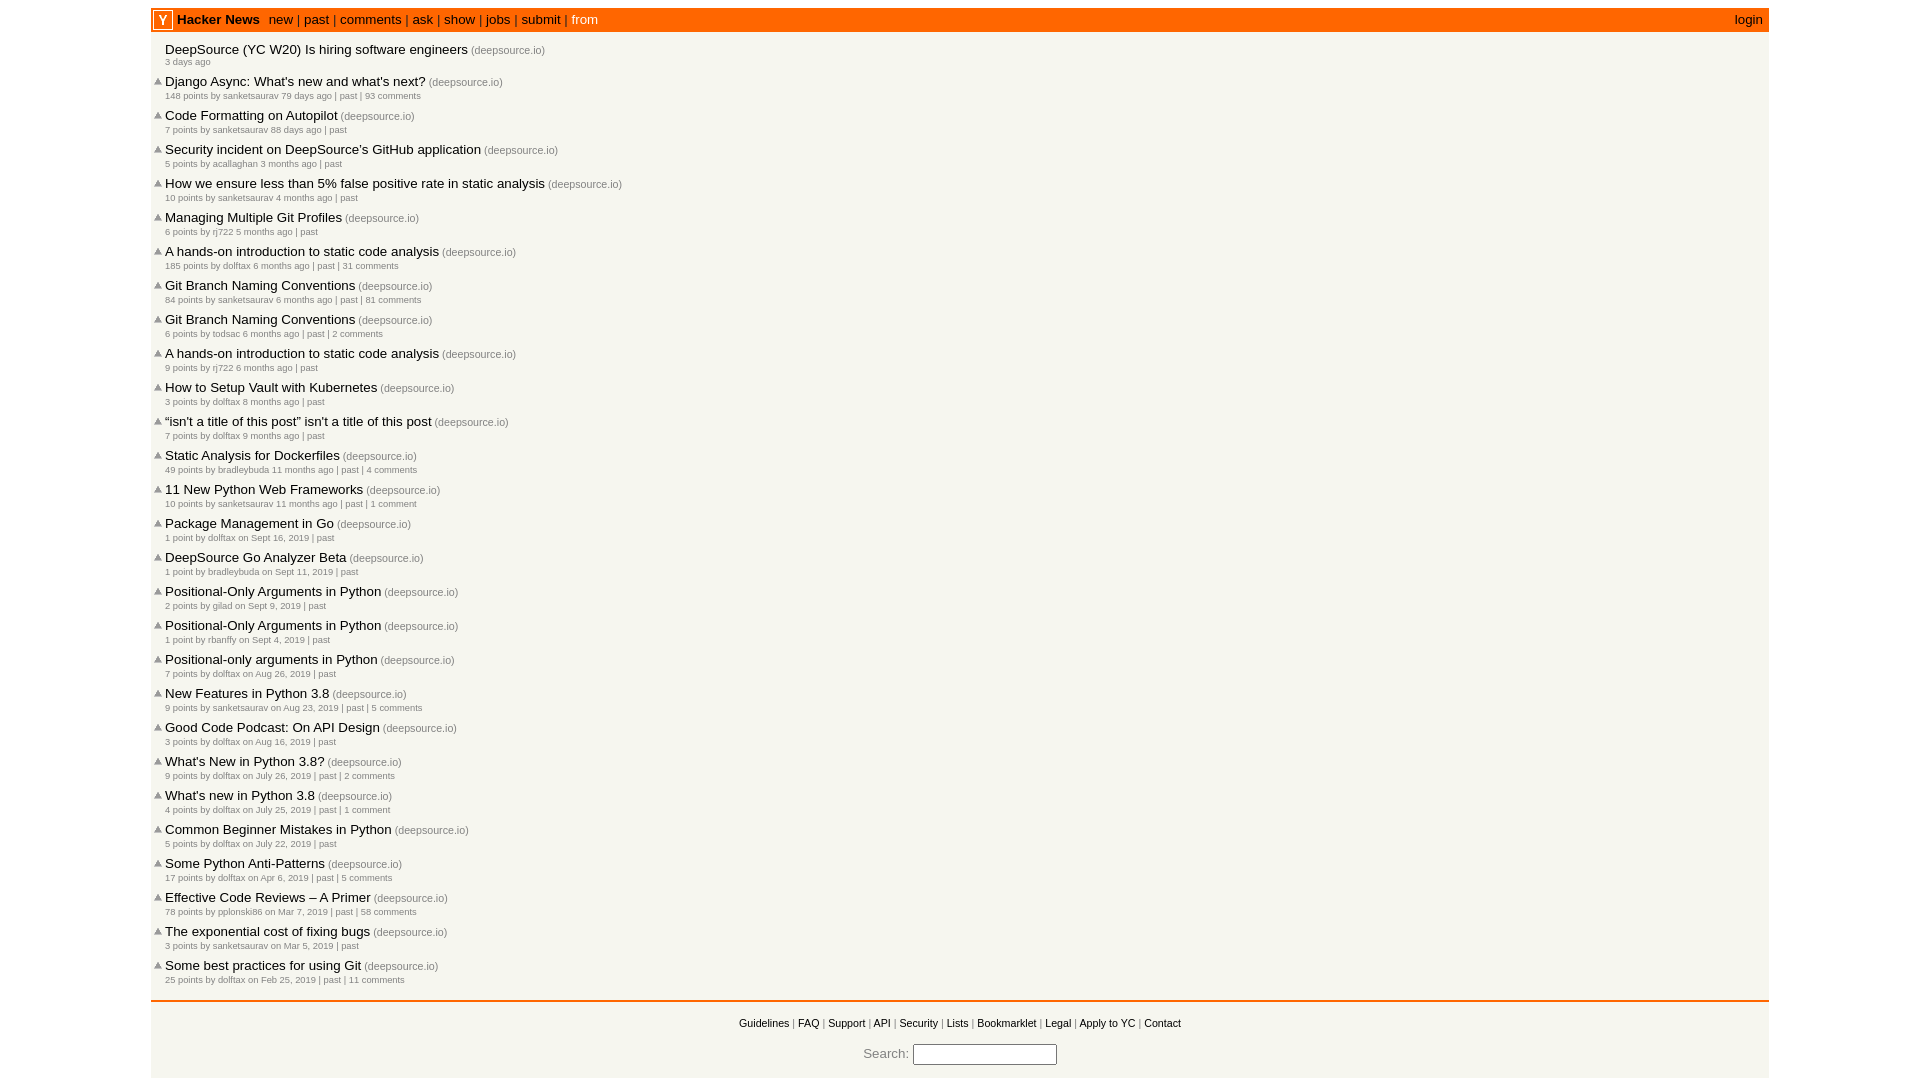 Y Hacker News new | past | comments | ask | show | jobs | submit | from login
DeepSource (YC W20) Is hiring software engineers (deepsource.io)
3 days ago
Django Async: What's new and what's next? (deepsource.io)
148 points by sanketsaurav 79 days ago | past | 93 comments
Code Formatting on Autopilot (deepsource.io)
7 points by sanketsaurav 88 days ago | past
Security incident on DeepSource's GitHub application (deepsource.io)
5 points by acallaghan 3 months ago | past
How we ensure less than 5% false positive rate in static analysis (deepsource.io)
10 points by sanketsaurav 4 months ago | past
Managing Multiple Git Profiles (deepsource.io)
6 points by rj722 5 months ago | past
A hands-on introduction to static code analysis (deepsource.io)
185 points by dolftax 6 months ago | past | 31 comments
Git Branch Naming Conventions (deepsource.io)
84 points by sanketsaurav 6 months ago | past | 81 comments
Git Branch Naming Conventions (deepsource.io)
6 points by todsac 6 months ago | past | 2 comments
A hands-on introduction to static code analysis (deepsource.io)
9 points by rj722 6 months ago | past
How to Setup Vault with Kubernetes (deepsource.io)
3 points by dolftax 8 months ago | past
“isn't a title of this post” isn't a title of this post (deepsource.io)
7 points by dolftax 9 months ago | past
Static Analysis for Dockerfiles (deepsource.io)
49 points by bradleybuda 11 months ago | past | 4 comments
11 New Python Web Frameworks (deepsource.io)
10 points by sanketsaurav 11 months ago | past | 1 comment
Package Management in Go (deepsource.io)
1 point by dolftax on Sept 16, 2019 | past
DeepSource Go Analyzer Beta (deepsource.io)
1 point by bradleybuda on Sept 11, 2019 | past
Positional-Only Arguments in Python (deepsource.io)
2 points by gilad on Sept 9, 2019 | past
Positional-Only Arguments in Python (deepsource.io)
1 point by rbanffy on Sept 4, 2019 | past
Positional-only arguments in Python (deepsource.io)
7 points by dolftax on Aug 26, 2019 | past
New Features in Python 3.8 (deepsource.io)
9 points by sanketsaurav on Aug 23, 2019 | past | 5 comments
Good Code Podcast: On API Design (deepsource.io)
3 points by dolftax on Aug 16, 2019 | past
What's New in Python 3.8? (deepsource.io)
9 points by dolftax on July 26, 2019 | past | 2 comments
What's new in Python 3.8 (deepsource.io)
4 points by dolftax on July 25, 2019 | past | 1 comment
Common Beginner Mistakes in Python (deepsource.io)
5 points by dolftax on July 22, 2019 | past
Some Python Anti-Patterns (deepsource.io)
17 points by dolftax on Apr 6, 2019 | past | 5 comments
Effective Code Reviews – A Primer (deepsource.io)
78 points by pplonski86 on Mar 7, 2019 | past | 58 comments
The exponential cost of fixing bugs (deepsource.io)
3 points by sanketsaurav on Mar 5, 2019 | past
Some best practices for using Git (deepsource.io)
25 points by dolftax on Feb 25, 2019 | past | 11 comments
Guidelines | FAQ | Support | API | Security | Lists | Bookmarklet | Legal | Apply to YC | Contact
Search: